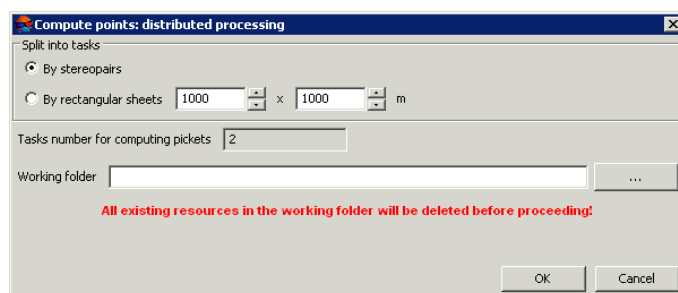 Compute points: distributed processing
Split into tasks
By stereopairs
By rectangular sheets 1000 x 1000 m
Tasks number for computing pickets 2
Working folder ...
All existing resources in the working folder will be deleted before proceeding!
OK Cancel